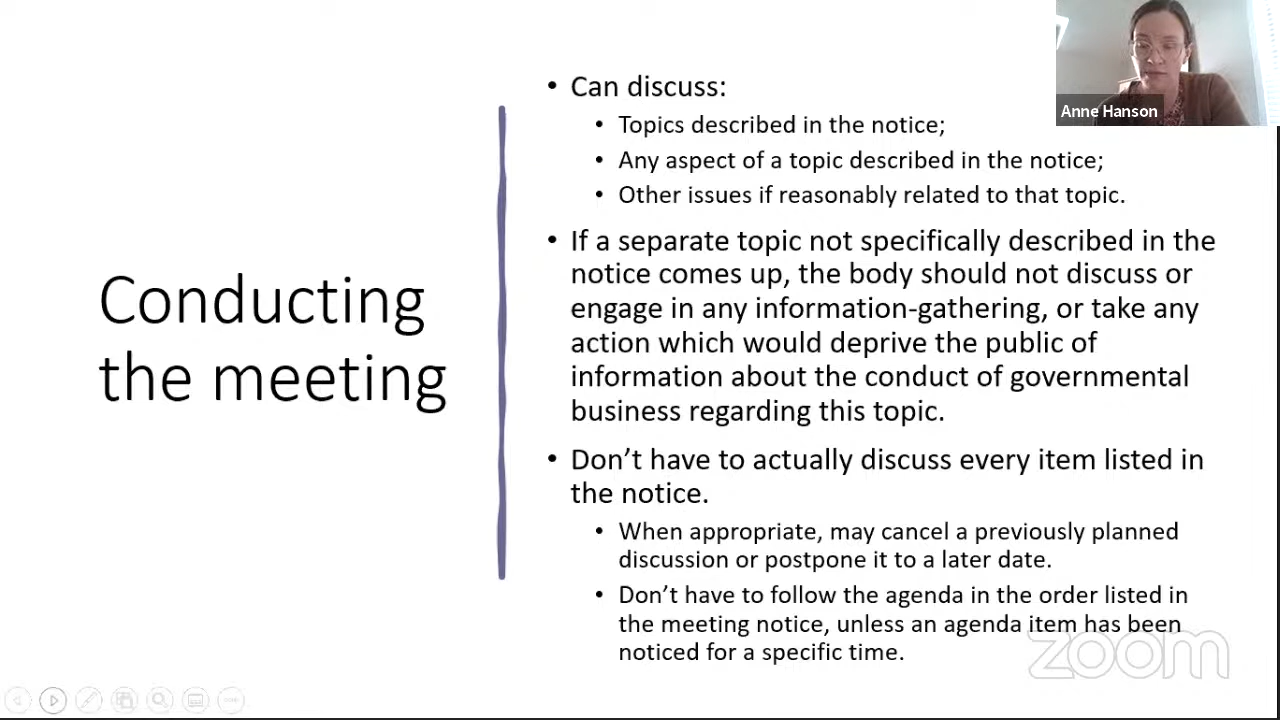 Conducting
the meeting
• Can discuss:
• Topics described in the notice;
• Any aspect of a topic described in the notice;
• Other issues if reasonably related to that topic.
• If a separate topic not specifically described in the
notice comes up, the body should not discuss or
engage in any information-gathering, or take any
action which would deprive the public of
information about the conduct of governmental
business regarding this topic.
• Don’t have to actually discuss every item listed in
the notice.
• When appropriate, may cancel a previously planned
discussion or postpone it to a later date.
• Don’t have to follow the agenda in the order listed in
the meeting notice, unless an agenda item has been
noticed for a specific time.
Anne Hanson
zoom